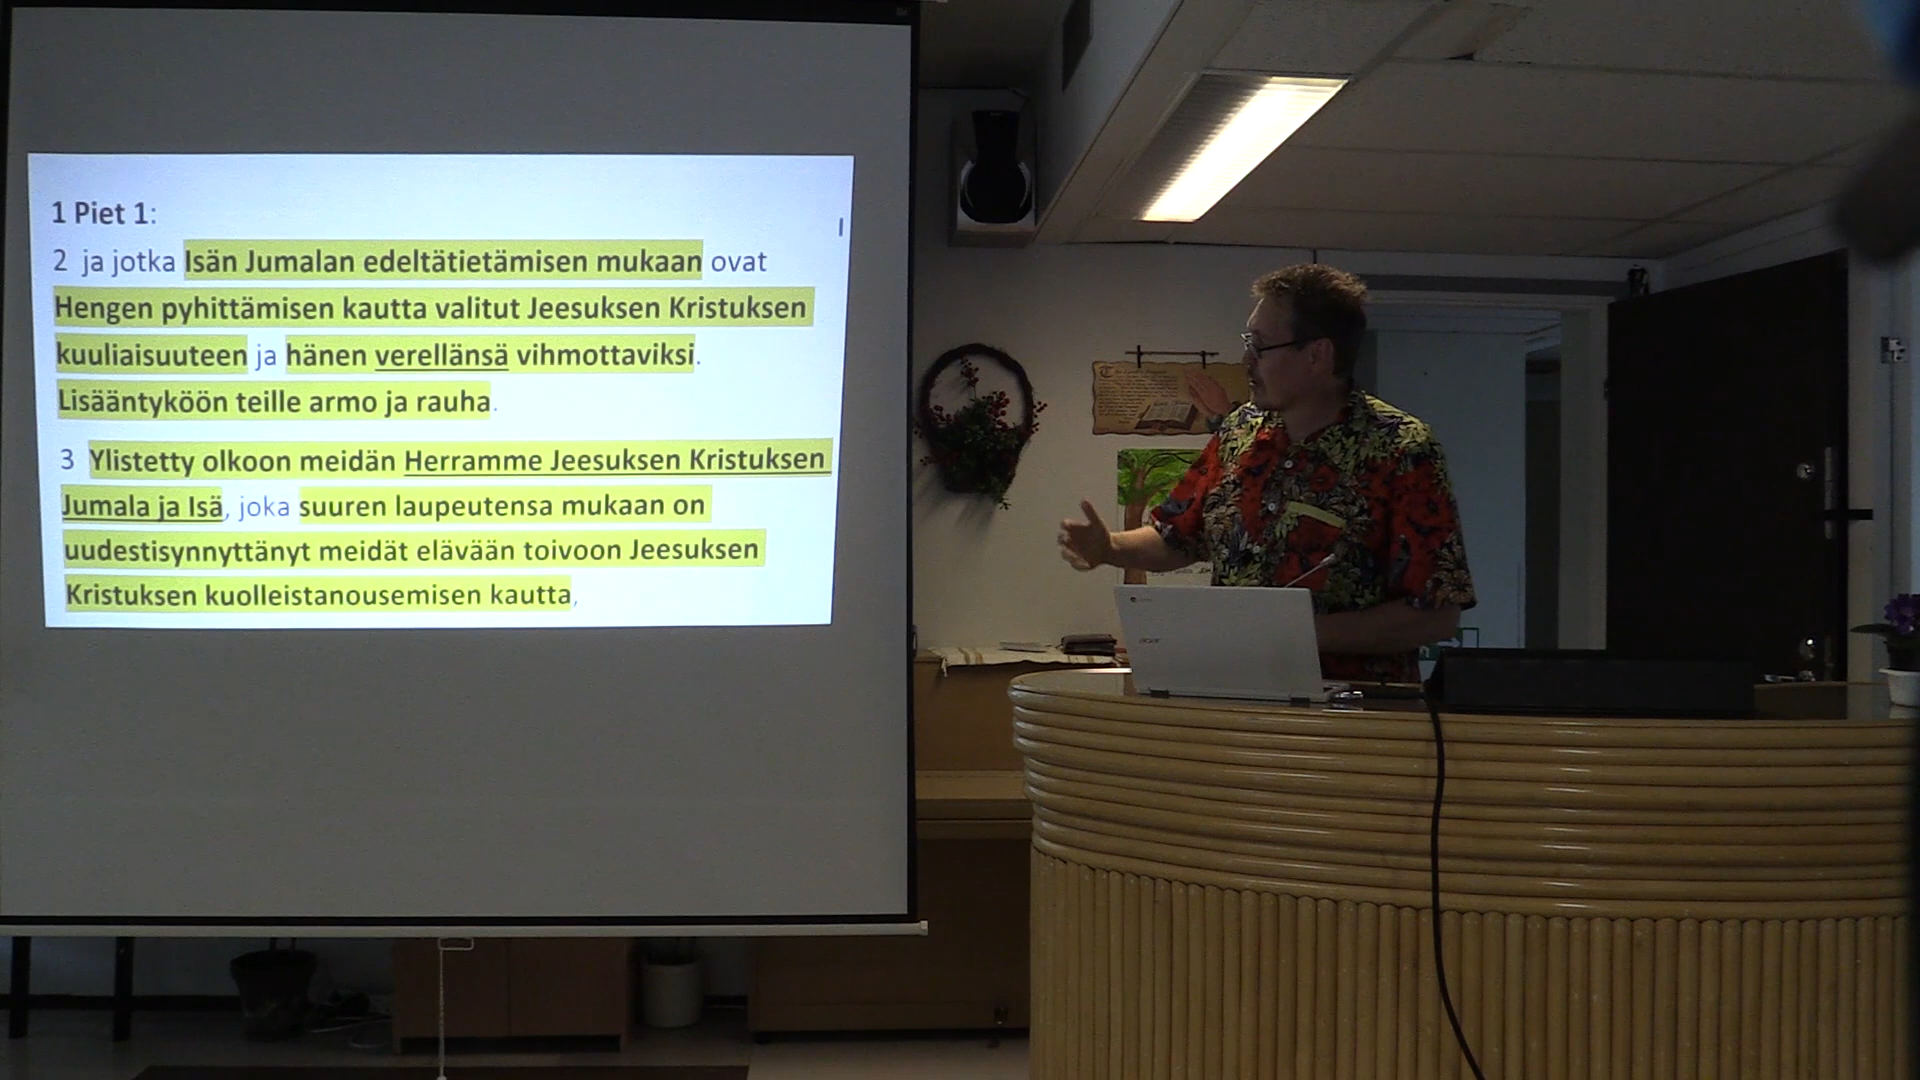 1 Piet 1:
2 ja jotka Isän Jumalan edeltätietämisen mukaan ovat
Hengen pyhittämisen kautta valitut Jeesuksen Kristuksen
kuuliaisuuteen ja hänen verellänsä vihmottaviksi.
Lisääntyköön teille armo ja rauha.
3 Ylistetty olkoon meidän Herramme Jeesuksen Kristuksen
Jumala ja Isä, joka suuren laupeutensa mukaan on
uudestisynnyttänyt meidät elävään toivoon Jeesuksen
Kristuksen kuolleistanousemisen kautta,
acer